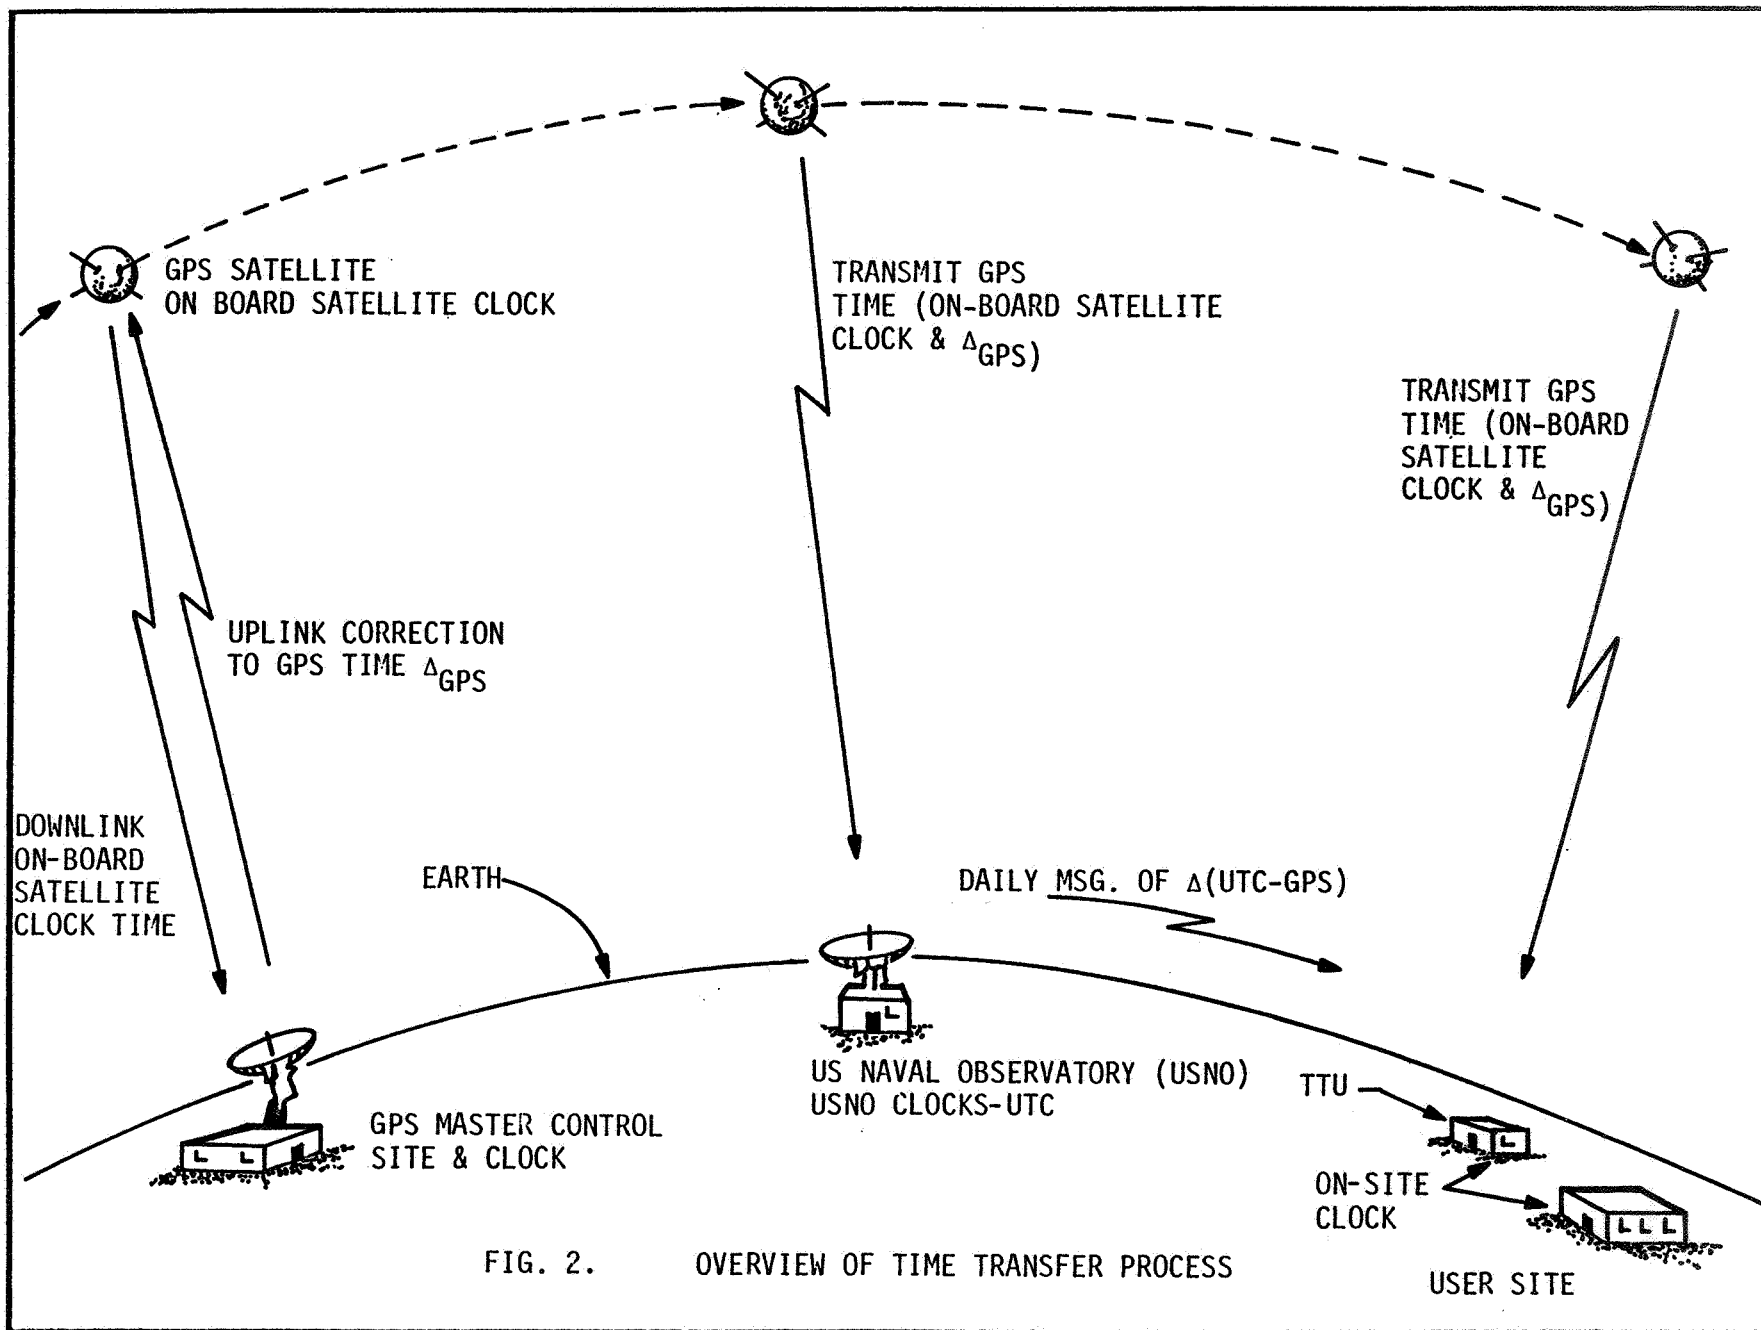 GPS SATELLITE
ON BOARD SATELLITE CLOCK
TRANSMIT GPS
TIME (ON-BOARD SATELLITE
CLOCK & ΔGPS)
TRANSMIT GPS
TIME (ON-BOARD
SATELLITE
CLOCK & ΔGPS)
UPLINK CORRECTION
TO GPS TIME ΔGPS
DOWNLINK
ON-BOARD
SATELLITE
CLOCK TIME
EARTH
DAILY MSG. OF Δ(UTC-GPS)
US NAVAL OBSERVATORY (USNO)
USNO CLOCKS-UTC
GPS MASTER CONTROL
SITE & CLOCK
TTU
ON-SITE
CLOCK
USER SITE
FIG. 2. OVERVIEW OF TIME TRANSFER PROCESS